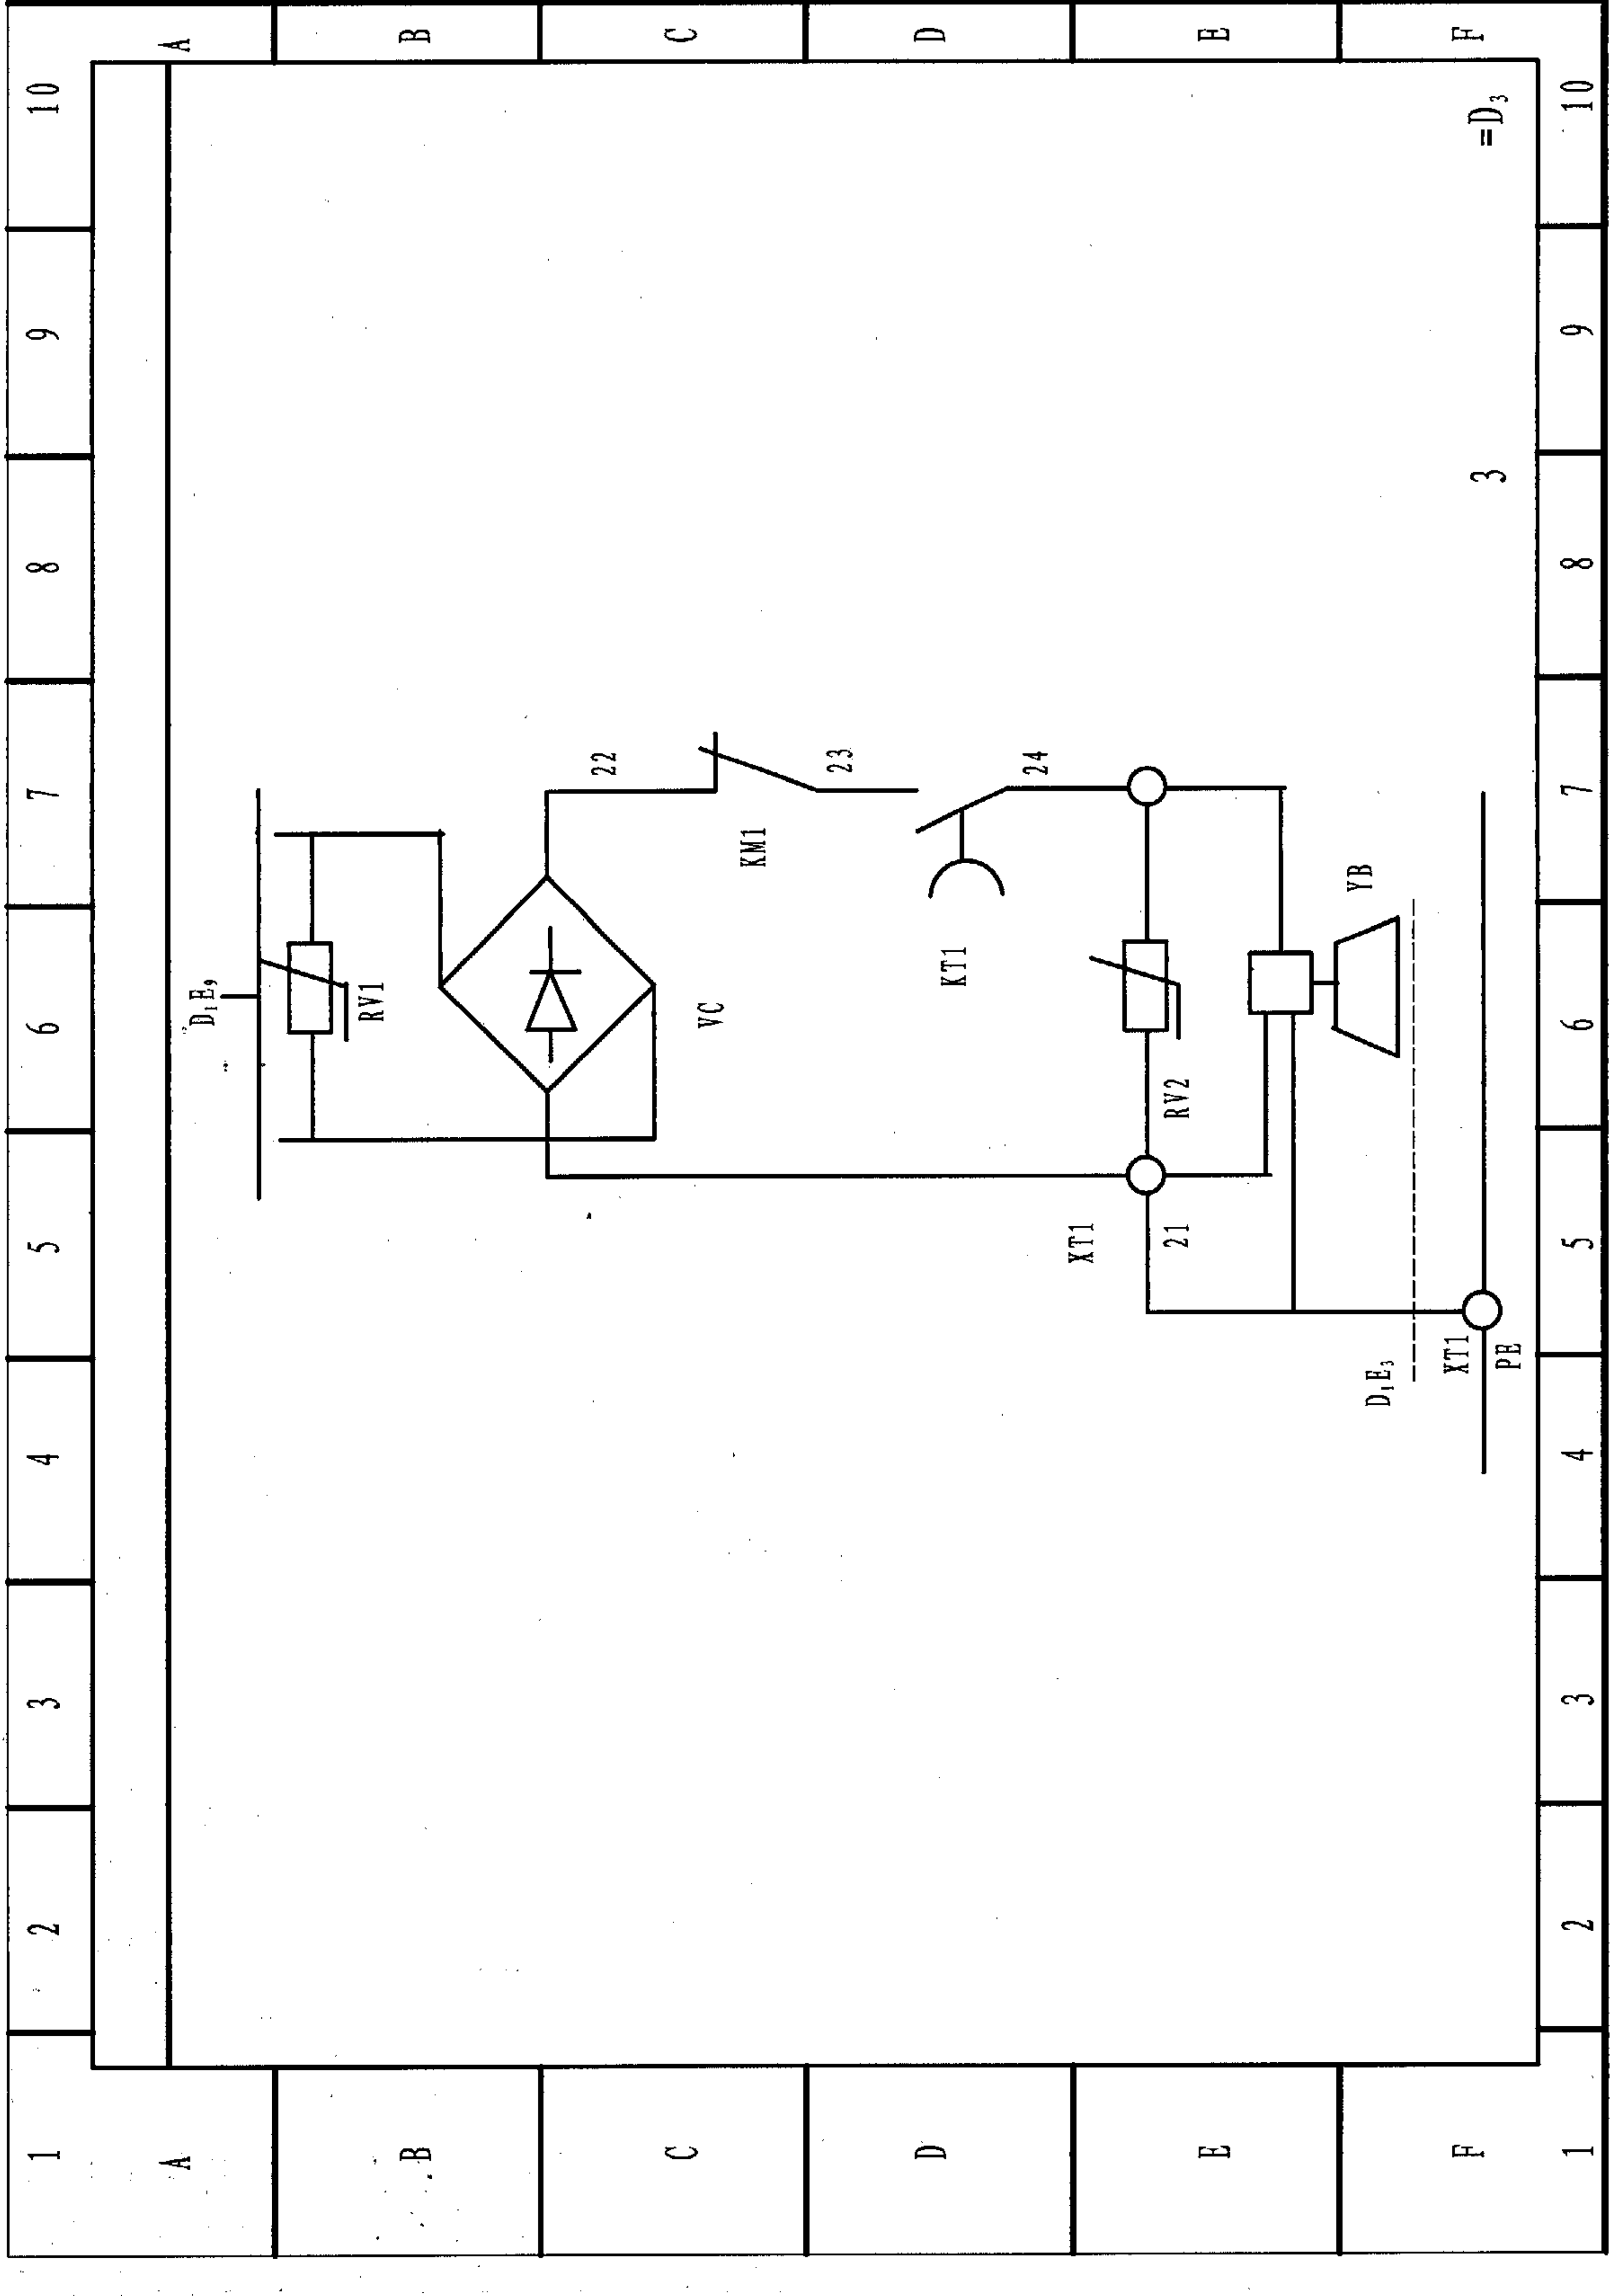 1 2 3 4 5 6 7 8 9 10
A A
D₁E₉
RV1
B B
22
VC
C C
KM1
23
KT1
D D
24
XT1
21
RV2
E E
YB
D₁E₃
XT1
PE
F F
3
=D₃
1 2 3 4 5 6 7 8 9 10